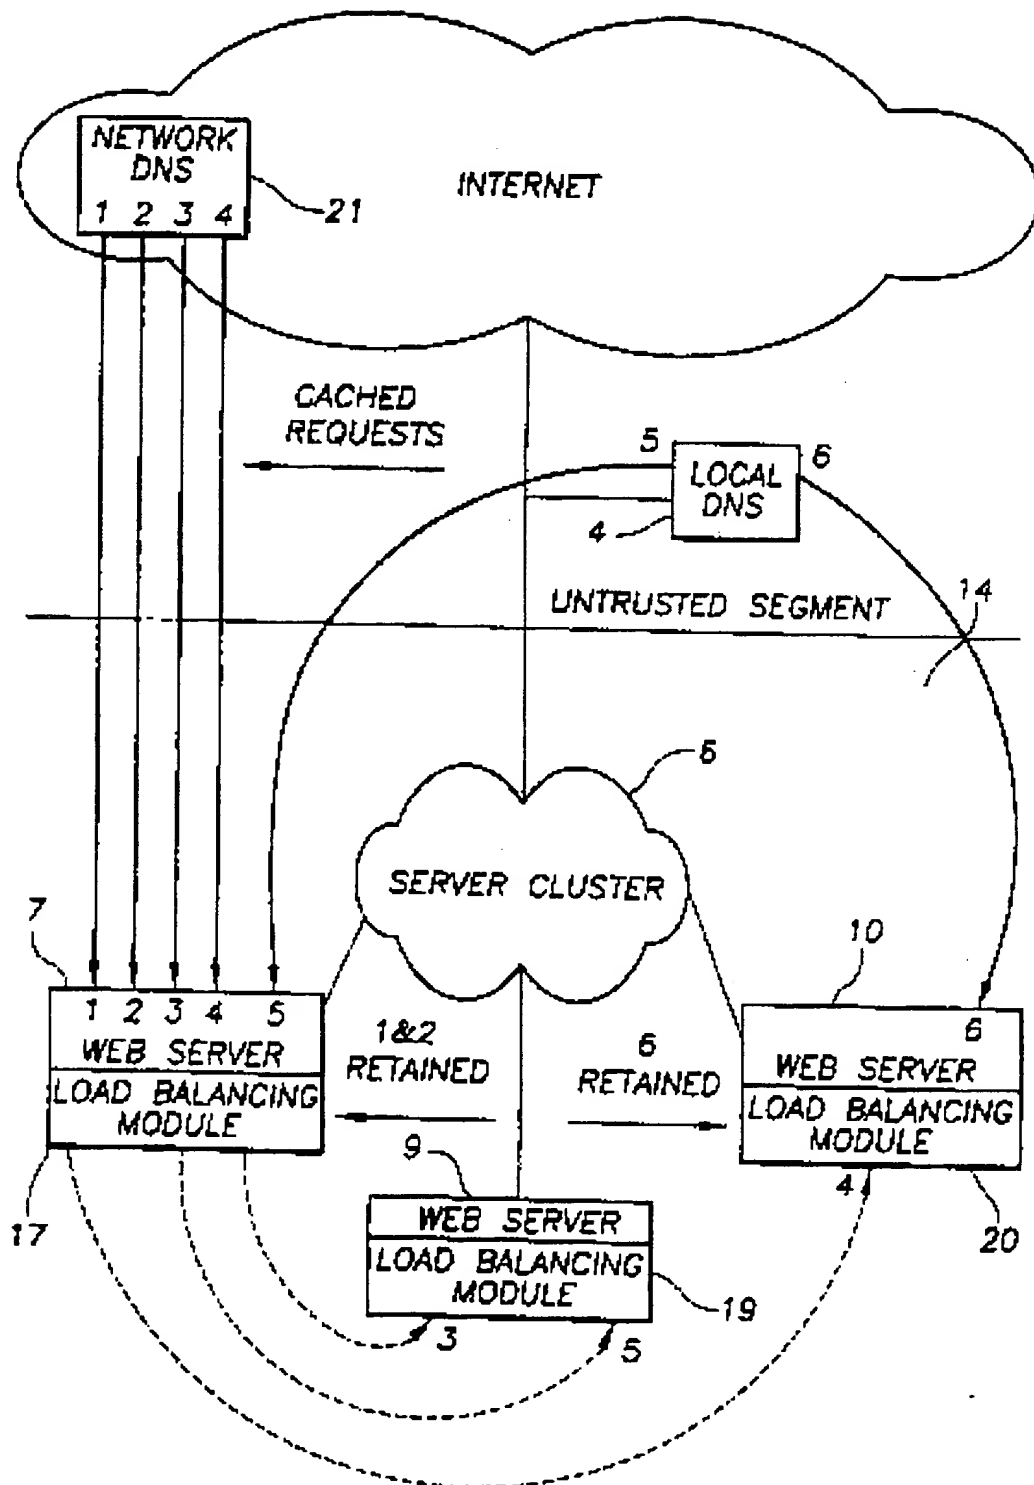 NETWORK
DNS
1 2 3 4
21
INTERNET
CACHED
REQUESTS
5
LOCAL
DNS
6
4
UNTRUSTED SEGMENT
14
6
SERVER CLUSTER
7
10
1 2 3 4 5
WEB SERVER
LOAD BALANCING
MODULE
17
1&2
RETAINED
6
RETAINED
6
WEB SERVER
LOAD BALANCING
MODULE
4
20
9
WEB SERVER
LOAD BALANCING
MODULE
19
3
5